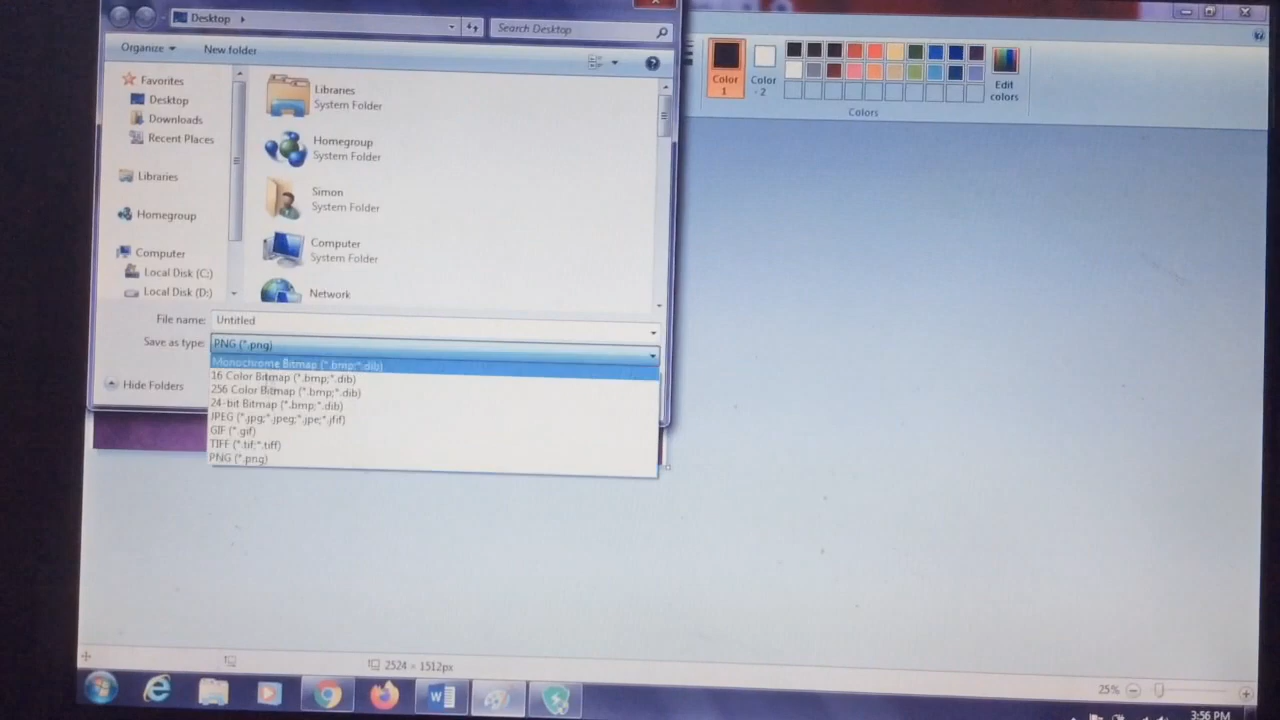 Desktop
Search Desktop
Organize
New folder
Favorites
Desktop
Downloads
Recent Places
Libraries
Homegroup
Computer
Local Disk (C:)
Local Disk (D:)
Libraries
System Folder
Homegroup
System Folder
Simon
System Folder
Computer
System Folder
Network
File name: Untitled
Save as type: PNG (*.png)
Monochrome Bitmap (*.bmp;*.dib)
16 Color Bitmap (*.bmp;*.dib)
256 Color Bitmap (*.bmp;*.dib)
24-bit Bitmap (*.bmp;*.dib)
JPEG (*.jpg;*.jpeg;*.jpe;*.jfif)
GIF (*.gif)
TIFF (*.tif;*.tiff)
PNG (*.png)
Hide Folders
Color
1
Color
2
Edit
colors
Colors
2524 × 1512px
25%
W
3:56 PM